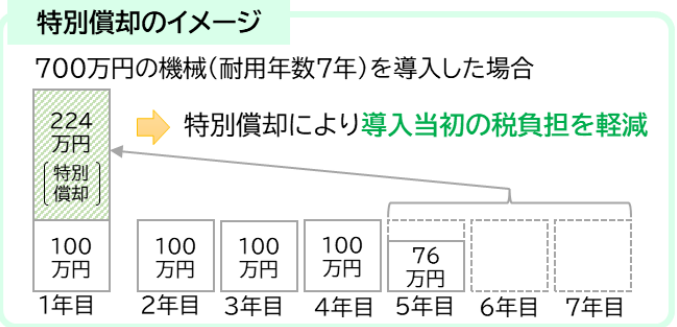 特別償却のイメージ
700万円の機械(耐用年数7年)を導入した場合
224
万円
特別
償却
特別償却により導入当初の税負担を軽減
100
万円
100
万円
100
万円
100
万円
76
万円
1年目 2年目 3年目 4年目 5年目 6年目 7年目